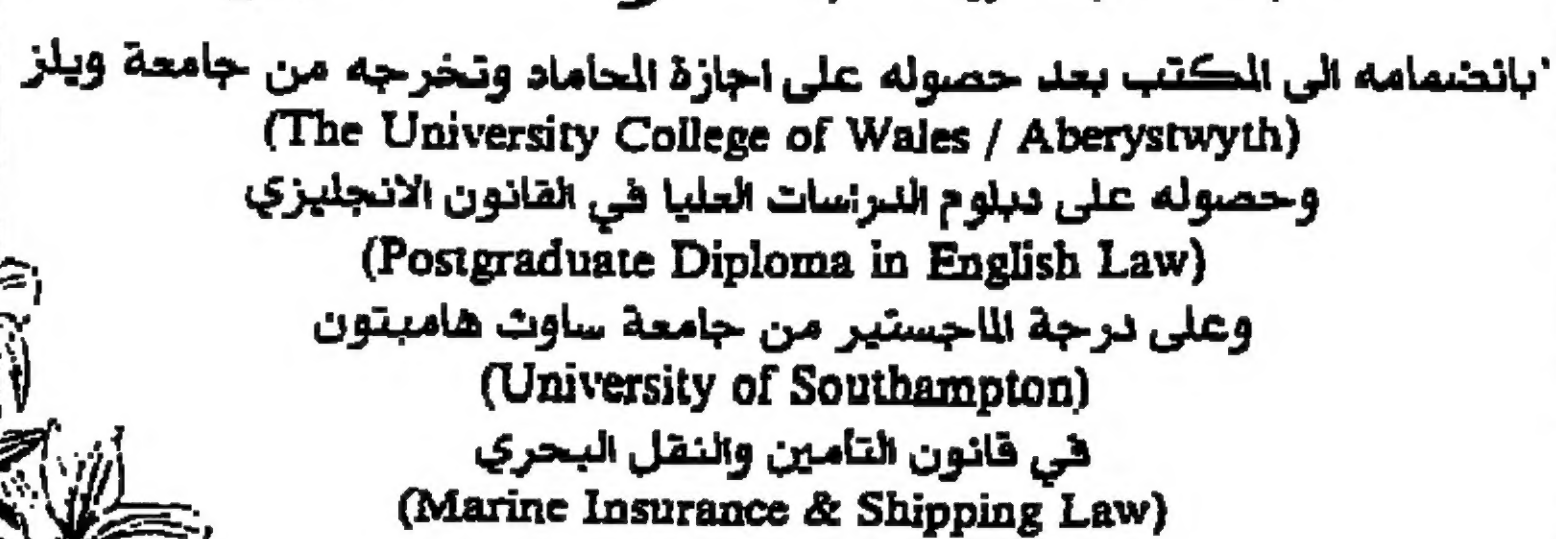 بانضمامه الى المكتب بعد حصوله على اجازة المحاماه وتخرجه من جامعة ويلز
(The University College of Wales / Aberystwyth)
وحصوله على دبلوم الدراسات العليا في القانون الانجليزي
(Postgraduate Diploma in English Law)
وعلى درجة الماجستير من جامعة ساوث هامبتون
(University of Southampton)
في قانون التأمين والنقل البحري
(Marine Insurance & Shipping Law)